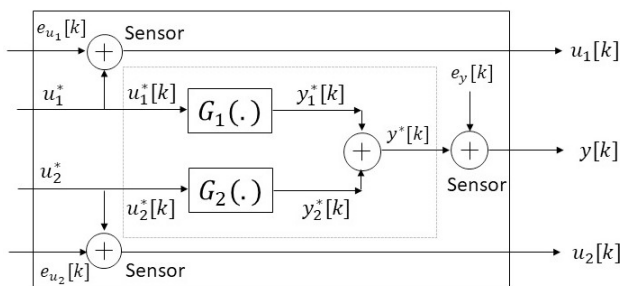 e_{u_1}[k] Sensor u_1[k]
+
u_1^* u_1^*[k] G_1(.) y_1^*[k] e_y[k]
+ y^*[k] + y[k]
u_2^* u_2^*[k] G_2(.) y_2^*[k] Sensor
+
e_{u_2}[k] Sensor u_2[k]